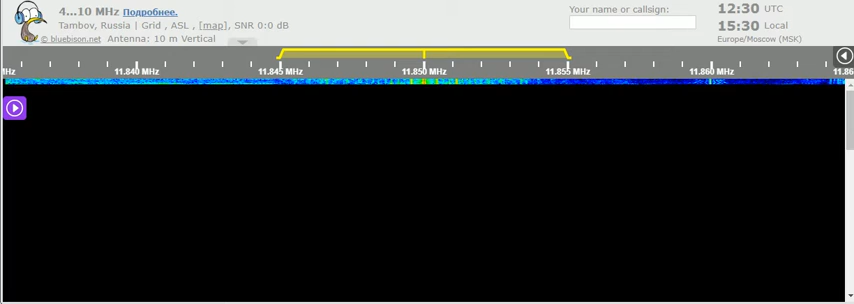 4...10 MHz Подробнее.
Tambov, Russia | Grid , ASL , [map], SNR 0:0 dB
© bluebison.net Antenna: 10 m Vertical
Your name or callsign:
12:30 UTC
15:30 Local
Europe/Moscow (MSK)
Hz 11.840 MHz 11.845 MHz 11.850 MHz 11.855 MHz 11.860 MHz 11.86